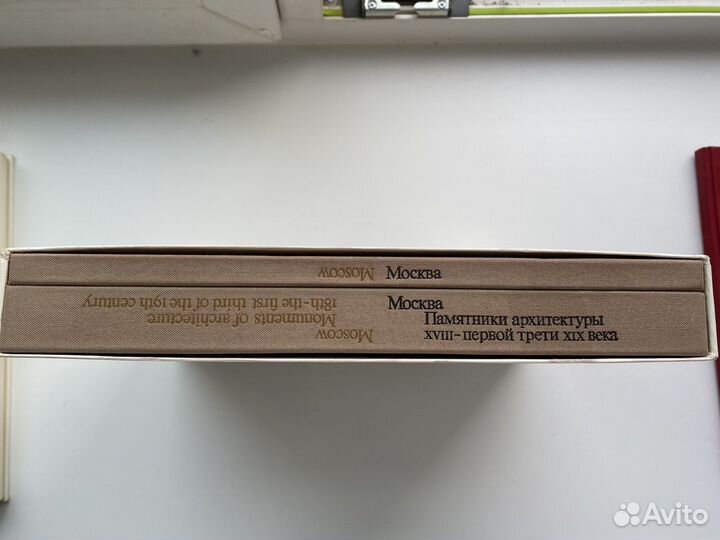 Москва
Moscow
Москва
Памятники архитектуры
XVIII–первой трети XIX века
Moscow
Monuments of architecture
18th-the first third of the 19th century
Avito